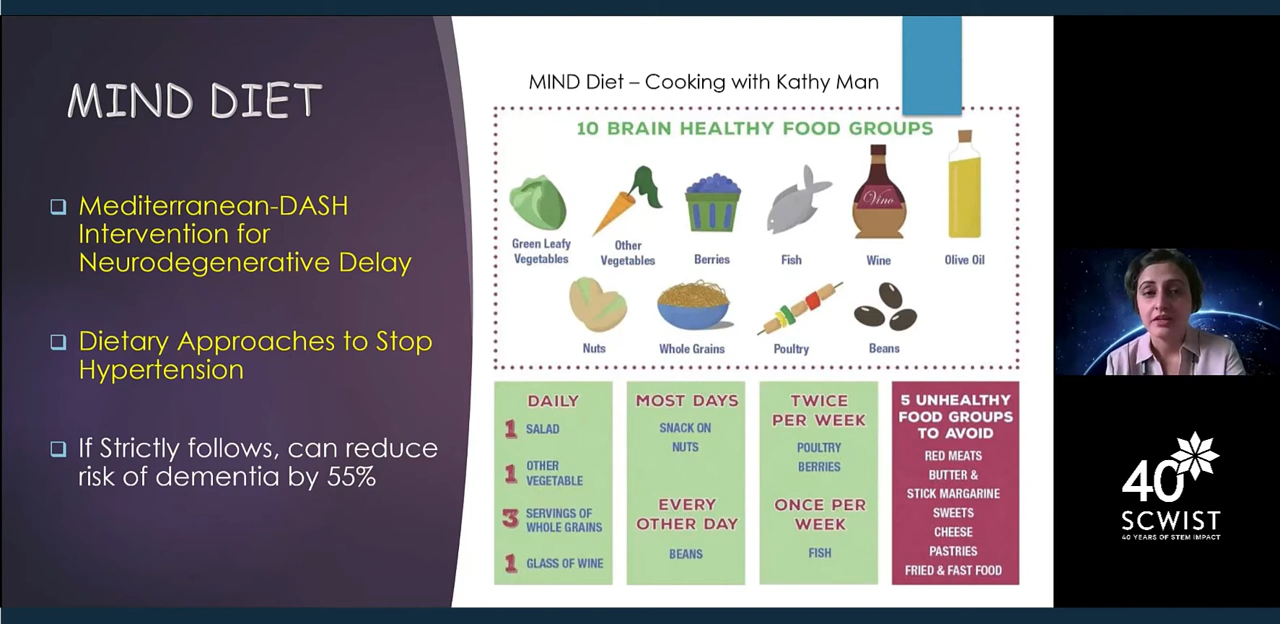 MIND DIET
Mediterranean-DASH
Intervention for
Neurodegenerative Delay
Dietary Approaches to Stop
Hypertension
If Strictly follows, can reduce
risk of dementia by 55%
MIND Diet – Cooking with Kathy Man
10 BRAIN HEALTHY FOOD GROUPS
Green Leafy
Vegetables
Other
Vegetables
Berries
Fish
Vino
Wine
Olive Oil
Nuts
Whole Grains
Poultry
Beans
DAILY
1 SALAD
1 OTHER
VEGETABLE
3 SERVINGS OF
WHOLE GRAINS
1 GLASS OF WINE
MOST DAYS
SNACK ON
NUTS
EVERY
OTHER DAY
BEANS
TWICE
PER WEEK
POULTRY
BERRIES
ONCE PER
WEEK
FISH
5 UNHEALTHY
FOOD GROUPS
TO AVOID
RED MEATS
BUTTER &
STICK MARGARINE
SWEETS
CHEESE
PASTRIES
FRIED & FAST FOOD
40
SCWIST
40 YEARS OF STEM IMPACT